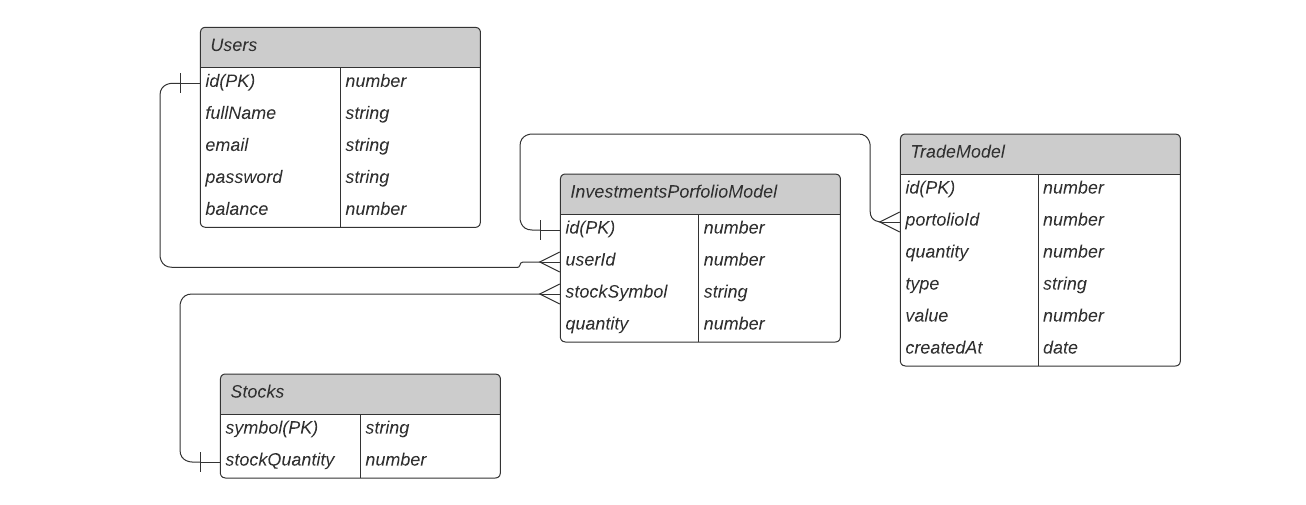 Users
id(PK) number
fullName string
email string
password string
balance number
InvestmentsPorfolioModel
id(PK) number
userId number
stockSymbol string
quantity number
TradeModel
id(PK) number
portolioId number
quantity number
type string
value number
createdAt date
Stocks
symbol(PK) string
stockQuantity number